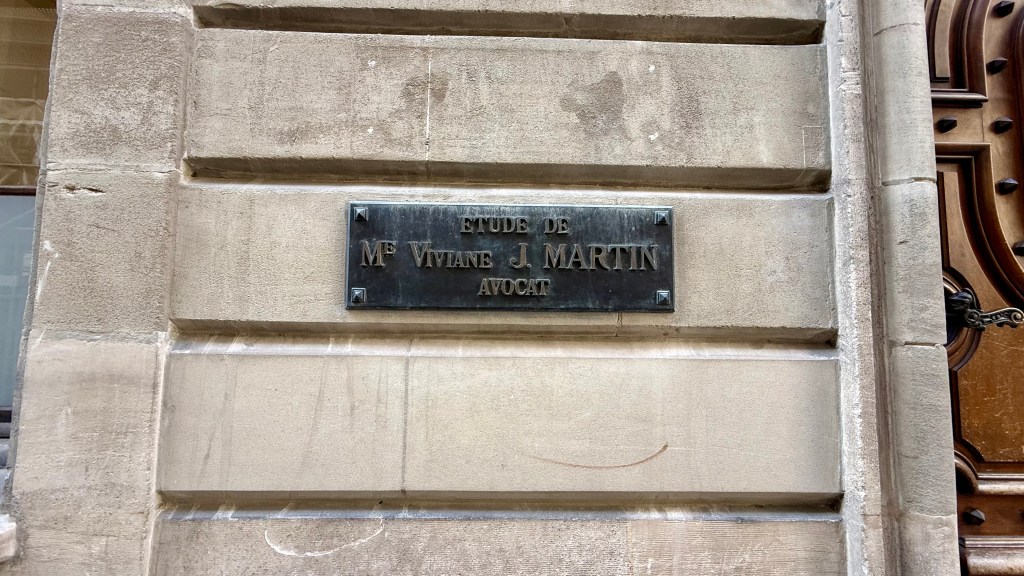 ETUDE DE
ME VIVIANE J. MARTIN
AVOCAT